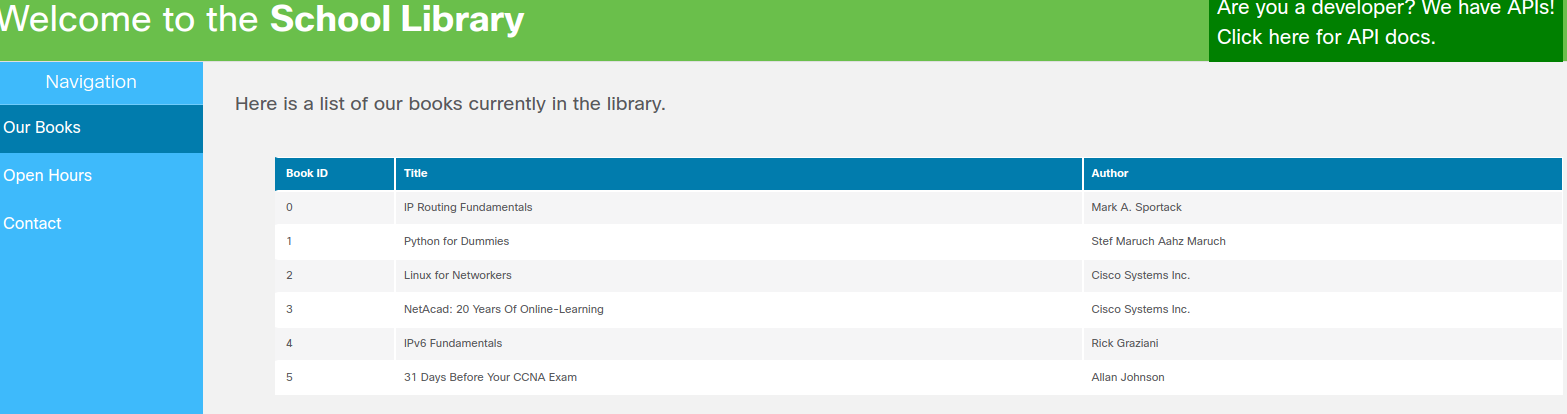 Welcome to the School Library
Are you a developer? We have APIs!
Click here for API docs.
Navigation
Our Books
Open Hours
Contact
Here is a list of our books currently in the library.
Book ID Title Author
0 IP Routing Fundamentals Mark A. Sportack
1 Python for Dummies Stef Maruch Aahz Maruch
2 Linux for Networkers Cisco Systems Inc.
3 NetAcad: 20 Years Of Online-Learning Cisco Systems Inc.
4 IPv6 Fundamentals Rick Graziani
5 31 Days Before Your CCNA Exam Allan Johnson